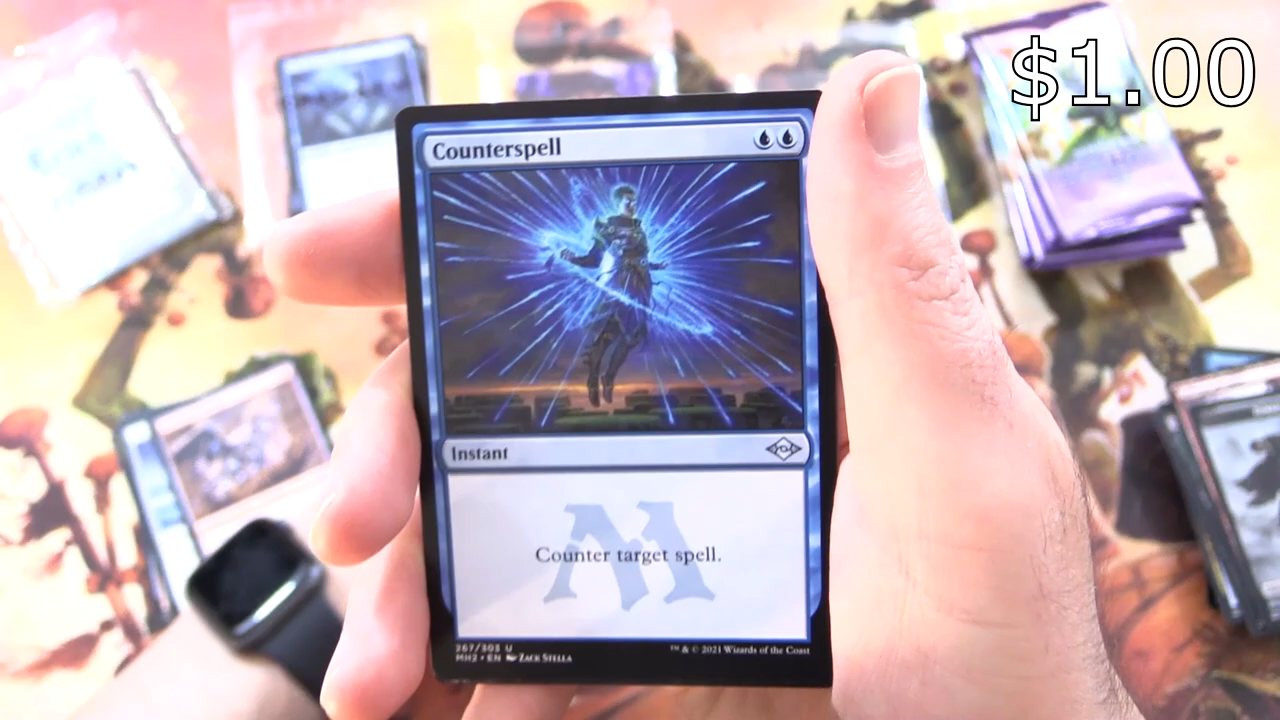 $1.00
Counterspell
Instant
Counter target spell.
267/303 U
MH2 • EN Zack Stella
™ & © 2021 Wizards of the Coast